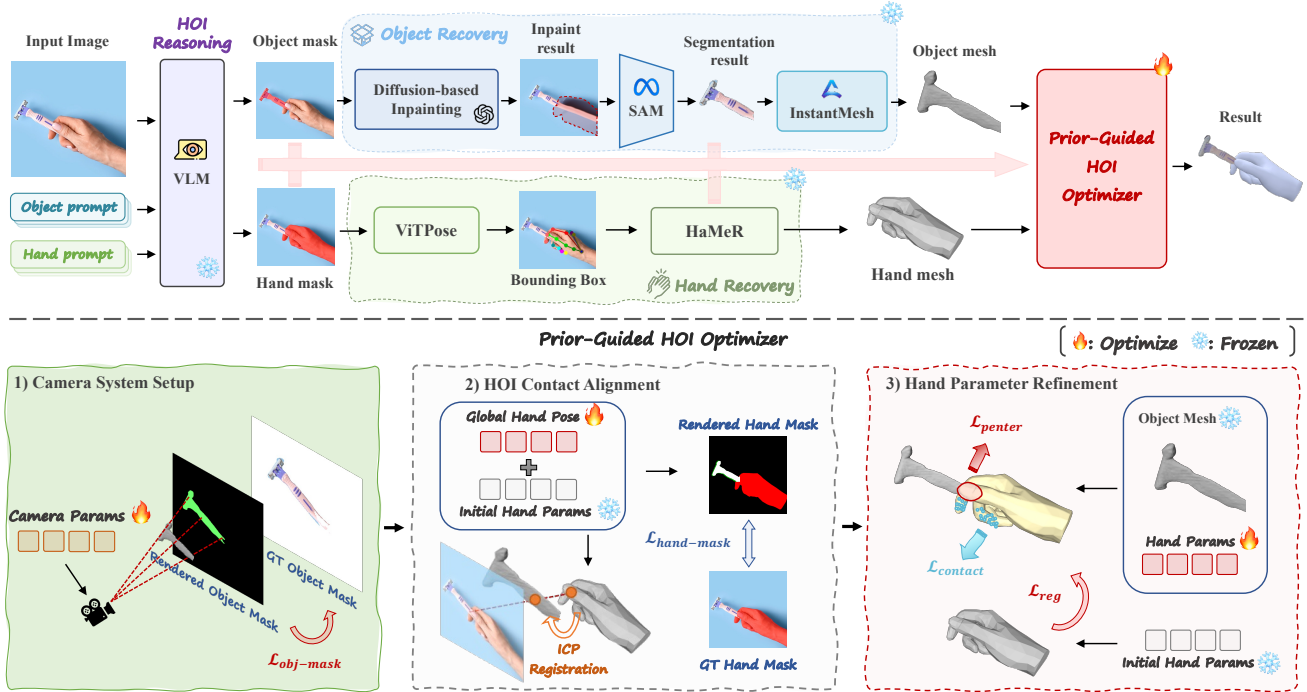 Input Image
HOI
Reasoning
VLM
Object prompt
Hand prompt
Object mask
Hand mask
Object Recovery
Diffusion-based
Inpainting
Inpaint
result
SAM
Segmentation
result
InstantMesh
Object mesh
ViTPose
Bounding Box
HaMeR
Hand Recovery
Hand mesh
Prior-Guided
HOI
Optimizer
Result
Prior-Guided HOI Optimizer
: Optimize
: Frozen
1) Camera System Setup
Camera Params
Rendered Object Mask
GT Object Mask
ℒobj−mask
2) HOI Contact Alignment
Global Hand Pose
Initial Hand Params
ICP
Registration
Rendered Hand Mask
ℒhand−mask
GT Hand Mask
3) Hand Parameter Refinement
ℒpenter
ℒcontact
ℒreg
Object Mesh
Hand Params
Initial Hand Params